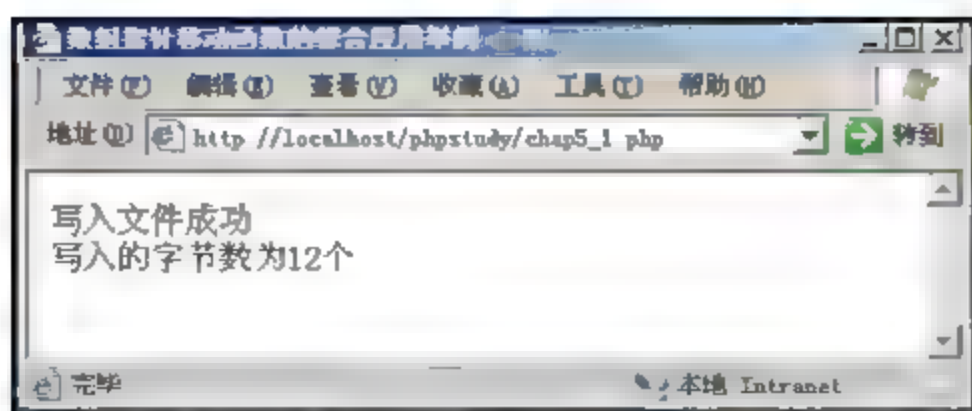 文件(F) 编辑(E) 查看(V) 收藏(A) 工具(T) 帮助(H)
地址(D) http //localhost/phpstudy/chap5_1 php 转到
写入文件成功
写入的字节数为12个
完毕 本地 Intranet